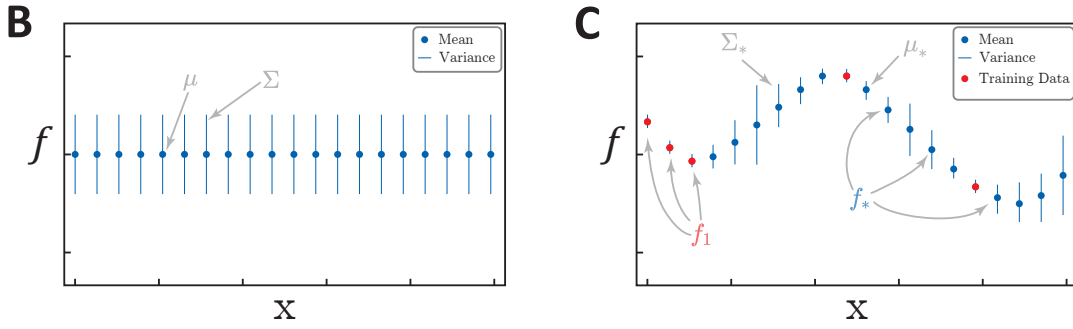 B
Mean
Variance
μ
Σ
f
x
C
Mean
Variance
Training Data
Σ*
μ*
f
f*
f1
x